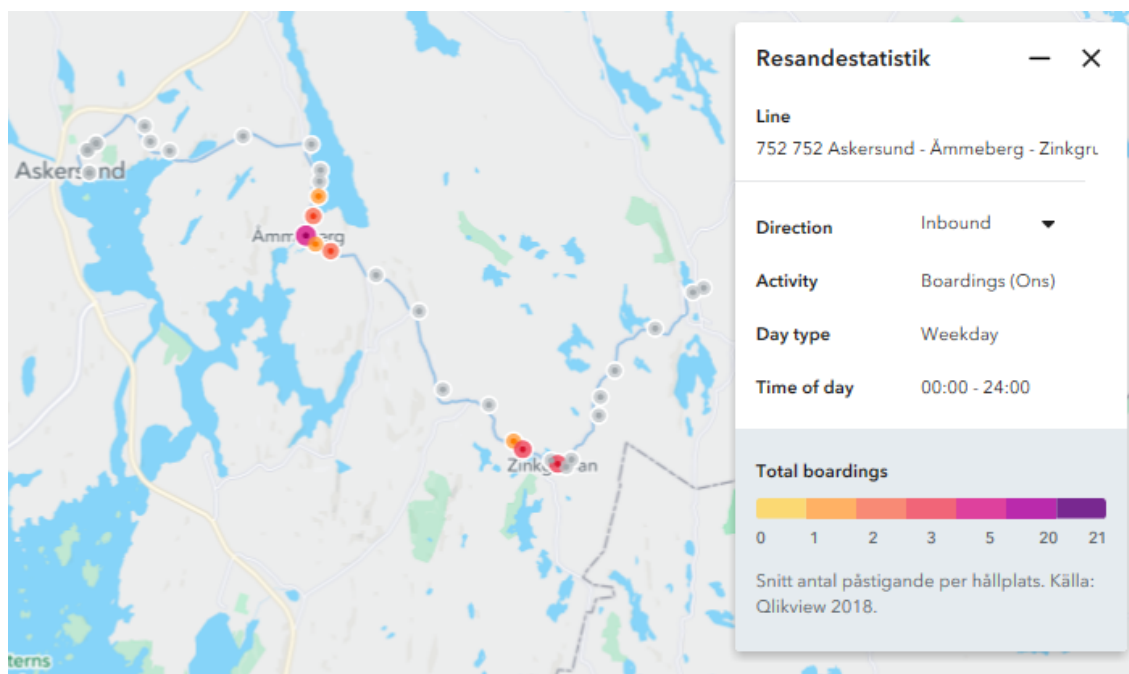 Resandestatistik
Line
752 752 Askersund - Åmmeberg - Zinkgru
Direction
Inbound
Activity
Boardings (Ons)
Day type
Weekday
Time of day
00:00 - 24:00
Total boardings
0 1 2 3 5 20 21
Snitt antal påstigande per hållplats. Källa:
Qlikview 2018.
Askersund
Åmmeberg
Zinkgruvan
terns